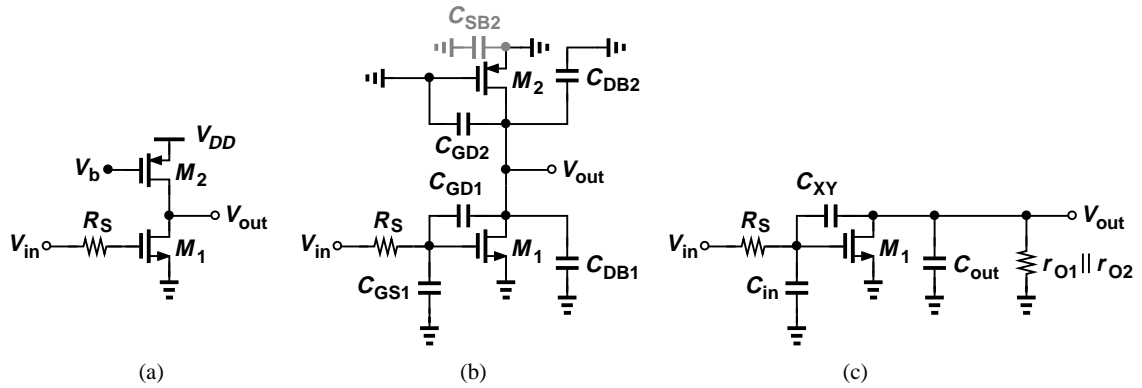 V_DD
V_b
M_2
V_out
V_in
R_S
M_1
(a)
C_SB2
M_2
C_DB2
C_GD2
V_out
C_GD1
V_in
R_S
M_1
C_DB1
C_GS1
(b)
C_XY
V_out
V_in
R_S
M_1
C_in
C_out
r_O1 || r_O2
(c)